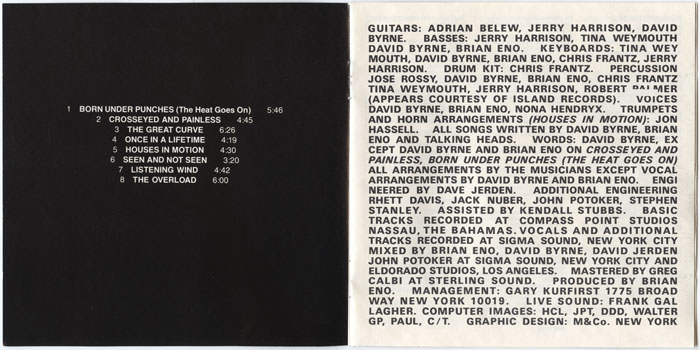 1 BORN UNDER PUNCHES (The Heat Goes On) 5:46
2 CROSSEYED AND PAINLESS 4:45
3 THE GREAT CURVE 6:26
4 ONCE IN A LIFETIME 4:19
5 HOUSES IN MOTION 4:30
6 SEEN AND NOT SEEN 3:20
7 LISTENING WIND 4:42
8 THE OVERLOAD 6:00
GUITARS: ADRIAN BELEW, JERRY HARRISON, DAVID
BYRNE. BASSES: JERRY HARRISON, TINA WEYMOUTH
DAVID BYRNE, BRIAN ENO. KEYBOARDS: TINA WEY
MOUTH, DAVID BYRNE, BRIAN ENO, CHRIS FRANTZ, JERRY
HARRISON. DRUM KIT: CHRIS FRANTZ. PERCUSSION
JOSE ROSSY, DAVID BYRNE, BRIAN ENO, CHRIS FRANTZ
TINA WEYMOUTH, JERRY HARRISON, ROBERT PALMER
(APPEARS COURTESY OF ISLAND RECORDS). VOICES
DAVID BYRNE, BRIAN ENO, NONA HENDRYX. TRUMPETS
AND HORN ARRANGEMENTS (HOUSES IN MOTION): JON
HASSELL. ALL SONGS WRITTEN BY DAVID BYRNE, BRIAN
ENO AND TALKING HEADS. WORDS: DAVID BYRNE, EX
CEPT DAVID BYRNE AND BRIAN ENO ON CROSSEYED AND
PAINLESS, BORN UNDER PUNCHES (THE HEAT GOES ON)
ALL ARRANGEMENTS BY THE MUSICIANS EXCEPT VOCAL
ARRANGEMENTS BY DAVID BYRNE AND BRIAN ENO. ENGI
NEERED BY DAVE JERDEN. ADDITIONAL ENGINEERING
RHETT DAVIS, JACK NUBER, JOHN POTOKER, STEPHEN
STANLEY. ASSISTED BY KENDALL STUBBS. BASIC
TRACKS RECORDED AT COMPASS POINT STUDIOS
NASSAU, THE BAHAMAS. VOCALS AND ADDITIONAL
TRACKS RECORDED AT SIGMA SOUND, NEW YORK CITY
MIXED BY BRIAN ENO, DAVID BYRNE, DAVID JERDEN
JOHN POTOKER AT SIGMA SOUND, NEW YORK CITY AND
ELDORADO STUDIOS, LOS ANGELES. MASTERED BY GREG
CALBI AT STERLING SOUND. PRODUCED BY BRIAN
ENO. MANAGEMENT: GARY KURFIRST 1775 BROAD
WAY NEW YORK 10019. LIVE SOUND: FRANK GAL
LAGHER. COMPUTER IMAGES: HCL, JPT, DDD, WALTER
GP, PAUL, C/T. GRAPHIC DESIGN: M&Co. NEW YORK